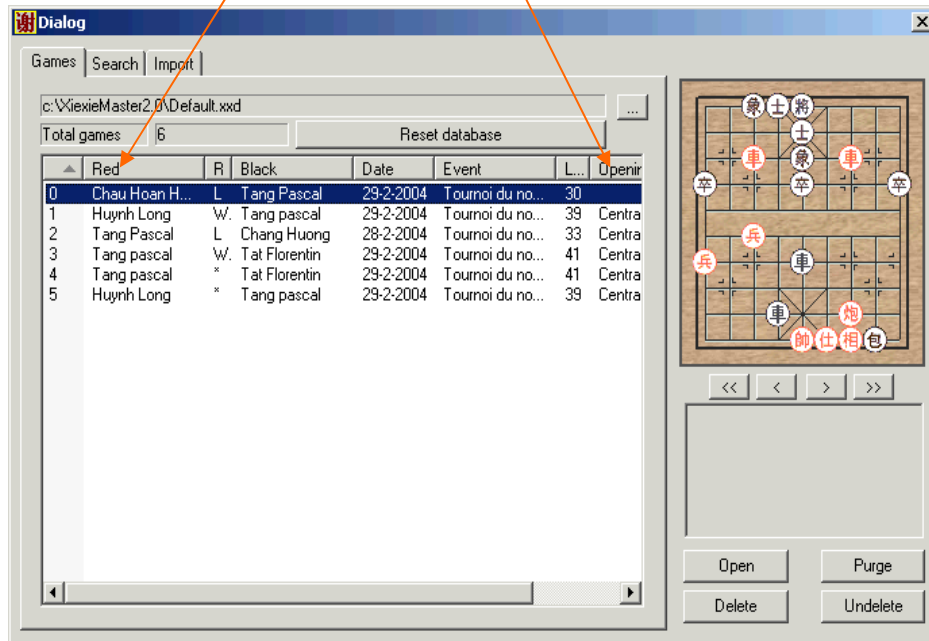 谢 Dialog
Games Search Import
c:\XiexieMaster2.0\Default.xxd ...
Total games 6 Reset database
Red R Black Date Event L... Openin
0 Chau Hoan H... L Tang Pascal 29-2-2004 Tournoi du no... 30
1 Huynh Long W. Tang pascal 29-2-2004 Tournoi du no... 39 Centra
2 Tang Pascal L Chang Huong 28-2-2004 Tournoi du no... 33 Centra
3 Tang pascal W. Tat Florentin 29-2-2004 Tournoi du no... 41 Centra
4 Tang pascal * Tat Florentin 29-2-2004 Tournoi du no... 41 Centra
5 Huynh Long * Tang pascal 29-2-2004 Tournoi du no... 39 Centra
象 士 將
士
車 象 車
卒 卒 卒
兵
兵 車
車 炮
帥 仕 相 包
<< < > >>
Open Purge
Delete Undelete